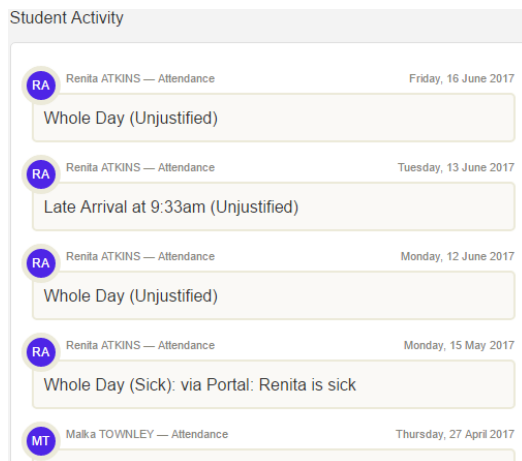 Student Activity
RA
Renita ATKINS — Attendance Friday, 16 June 2017
Whole Day (Unjustified)
RA
Renita ATKINS — Attendance Tuesday, 13 June 2017
Late Arrival at 9:33am (Unjustified)
RA
Renita ATKINS — Attendance Monday, 12 June 2017
Whole Day (Unjustified)
RA
Renita ATKINS — Attendance Monday, 15 May 2017
Whole Day (Sick): via Portal: Renita is sick
MT
Malka TOWNLEY — Attendance Thursday, 27 April 2017